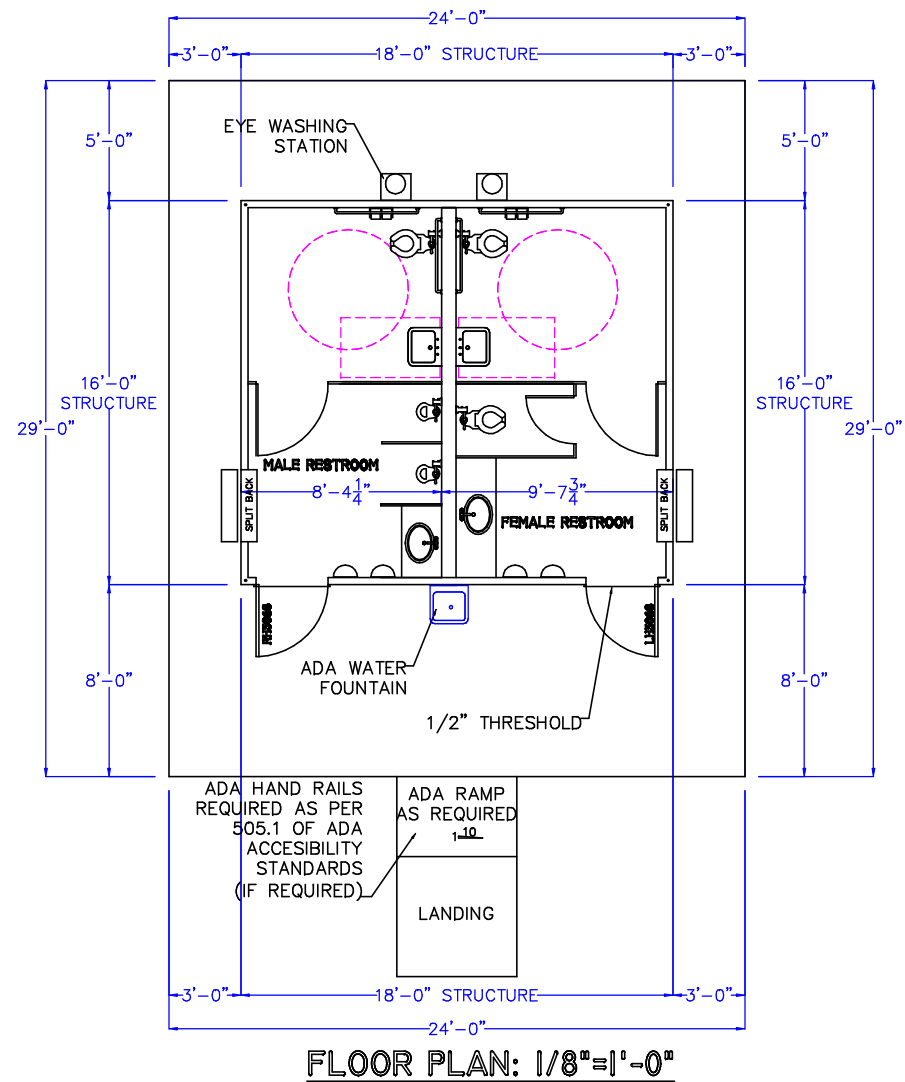 24'-0"
3'-0"
18'-0" STRUCTURE
3'-0"
5'-0"
5'-0"
EYE WASHING
STATION
16'-0"
STRUCTURE
16'-0"
STRUCTURE
29'-0"
29'-0"
MALE RESTROOM
8'-4 1/4"
9'-7 3/4"
SPLIT BACK
SPLIT BACK
FEMALE RESTROOM
8'-0"
8'-0"
ADA WATER
FOUNTAIN
1/2" THRESHOLD
ADA HAND RAILS
REQUIRED AS PER
505.1 OF ADA
ACCESIBILITY
STANDARDS
(IF REQUIRED)
ADA RAMP
AS REQUIRED
1 10
LANDING
3'-0"
18'-0" STRUCTURE
3'-0"
24'-0"
FLOOR PLAN: 1/8"=1'-0"